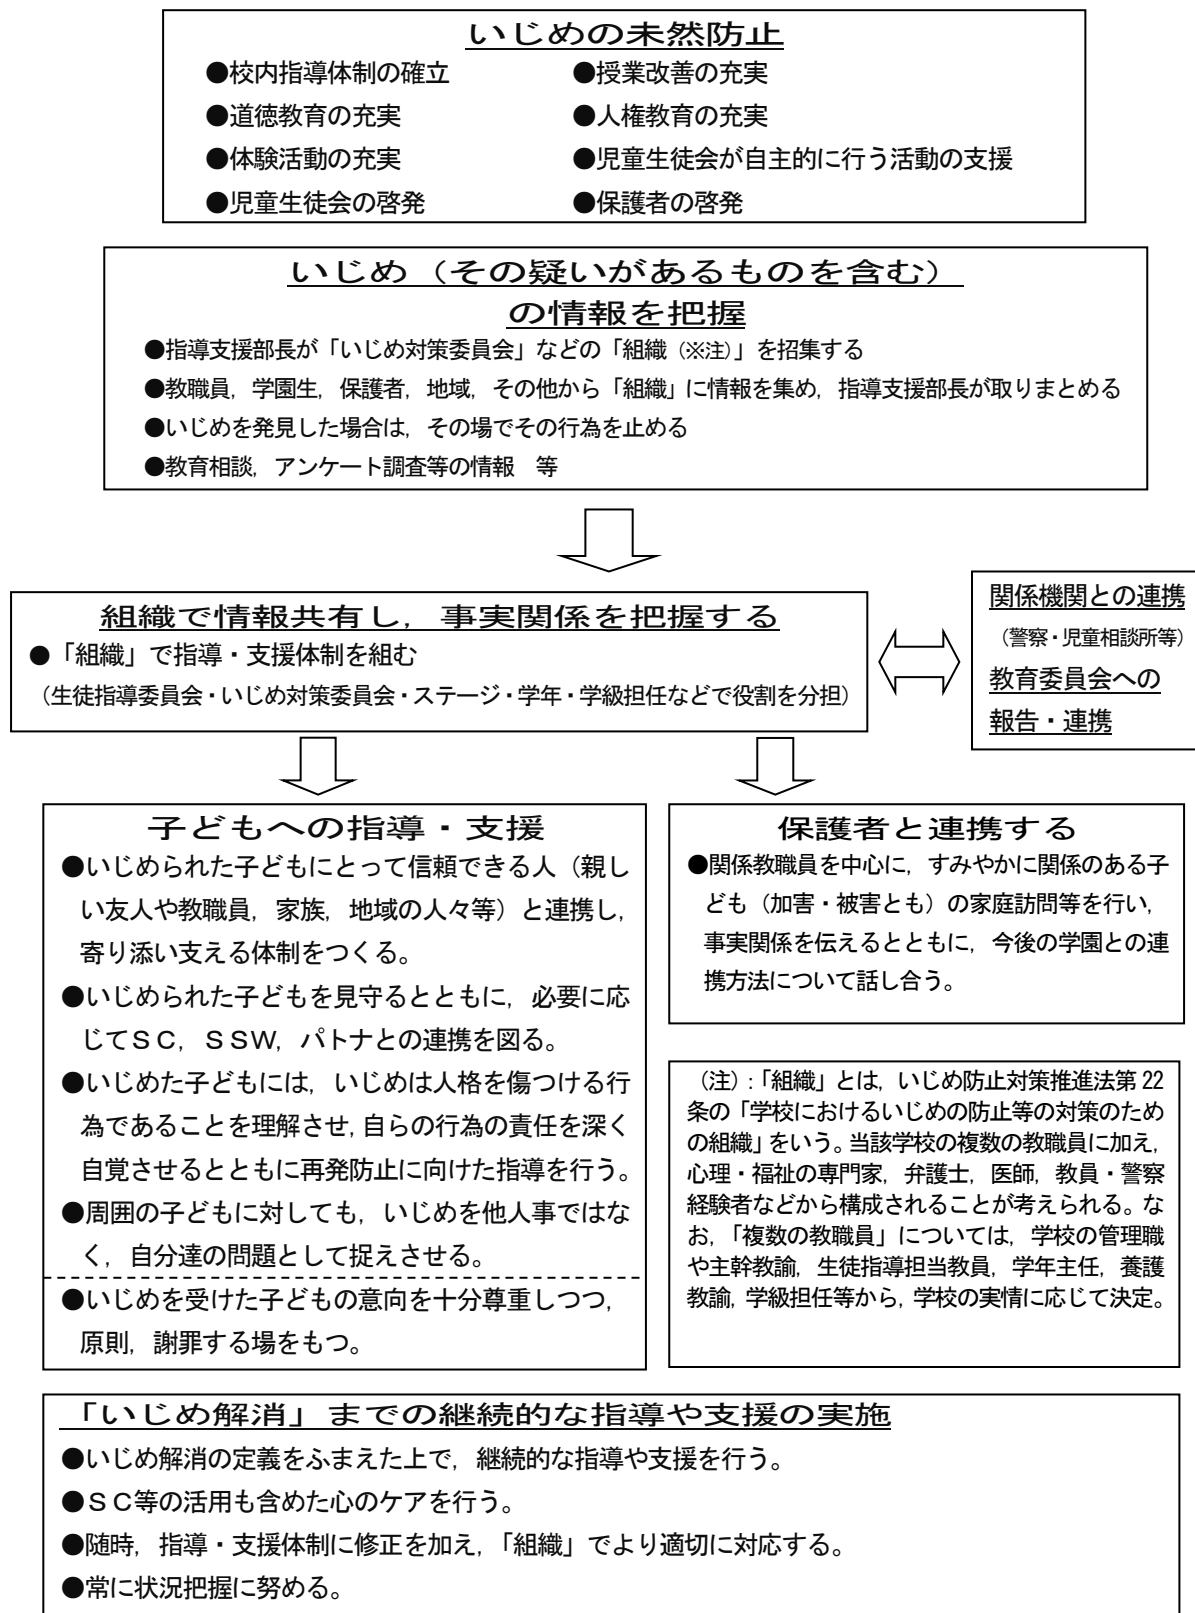 いじめの未然防止
●校内指導体制の確立　●授業改善の充実
●道徳教育の充実　●人権教育の充実
●体験活動の充実　●児童生徒会が自主的に行う活動の支援
●児童生徒会の啓発　●保護者の啓発
いじめ（その疑いがあるものを含む）
の情報を把握
●指導支援部長が「いじめ対策委員会」などの「組織（※注）」を招集する
●教職員，学園生，保護者，地域，その他から「組織」に情報を集め，指導支援部長が取りまとめる
●いじめを発見した場合は，その場でその行為を止める
●教育相談，アンケート調査等の情報　等
組織で情報共有し，事実関係を把握する
●「組織」で指導・支援体制を組む
（生徒指導委員会・いじめ対策委員会・ステージ・学年・学級担任などで役割を分担）
関係機関との連携
（警察・児童相談所等）
教育委員会への
報告・連携
子どもへの指導・支援
●いじめられた子どもにとって信頼できる人（親し
い友人や教職員，家族，地域の人々等）と連携し，
寄り添い支える体制をつくる。
●いじめられた子どもを見守るとともに，必要に応
じてＳＣ，ＳＳＷ，パトナとの連携を図る。
●いじめた子どもには，いじめは人格を傷つける行
為であることを理解させ，自らの行為の責任を深く
自覚させるとともに再発防止に向けた指導を行う。
●周囲の子どもに対しても，いじめを他人事ではな
く，自分達の問題として捉えさせる。
●いじめを受けた子どもの意向を十分尊重しつつ，
原則，謝罪する場をもつ。
保護者と連携する
●関係教職員を中心に，すみやかに関係のある子
ども（加害・被害とも）の家庭訪問等を行い，
事実関係を伝えるとともに，今後の学園との連
携方法について話し合う。
（注）：「組織」とは，いじめ防止対策推進法第 22
条の「学校におけるいじめの防止等の対策のため
の組織」をいう。当該学校の複数の教職員に加え，
心理・福祉の専門家，弁護士，医師，教員・警察
経験者などから構成されることが考えられる。な
お，「複数の教職員」については，学校の管理職
や主幹教諭，生徒指導担当教員，学年主任，養護
教諭，学級担任等から，学校の実情に応じて決定。
「いじめ解消」までの継続的な指導や支援の実施
●いじめ解消の定義をふまえた上で，継続的な指導や支援を行う。
●ＳＣ等の活用も含めた心のケアを行う。
●随時，指導・支援体制に修正を加え，「組織」でより適切に対応する。
●常に状況把握に努める。